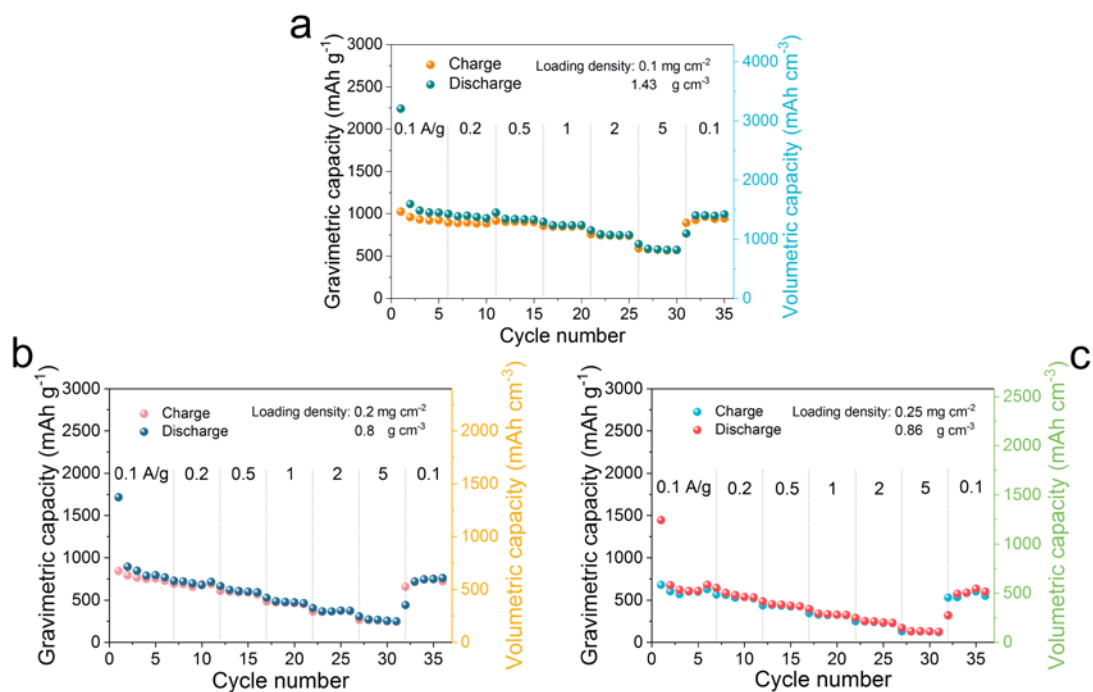 a
Gravimetric capacity (mAh g⁻¹)
3000
2500
2000
1500
1000
500
0
Charge
Discharge
Loading density: 0.1 mg cm⁻²
1.43 g cm⁻³
0.1 A/g 0.2 0.5 1 2 5 0.1
0 5 10 15 20 25 30 35
Cycle number
4000
3000
2000
1000
0
Volumetric capacity (mAh cm⁻³)
b
Gravimetric capacity (mAh g⁻¹)
3000
2500
2000
1500
1000
500
0
Charge
Discharge
Loading density: 0.2 mg cm⁻²
0.8 g cm⁻³
0.1 A/g 0.2 0.5 1 2 5 0.1
0 5 10 15 20 25 30 35
Cycle number
2000
1500
1000
500
0
Volumetric capacity (mAh cm⁻³)
c
Gravimetric capacity (mAh g⁻¹)
3000
2500
2000
1500
1000
500
0
Charge
Discharge
Loading density: 0.25 mg cm⁻²
0.86 g cm⁻³
0.1 A/g 0.2 0.5 1 2 5 0.1
0 5 10 15 20 25 30 35
Cycle number
2500
2000
1500
1000
500
0
Volumetric capacity (mAh cm⁻³)